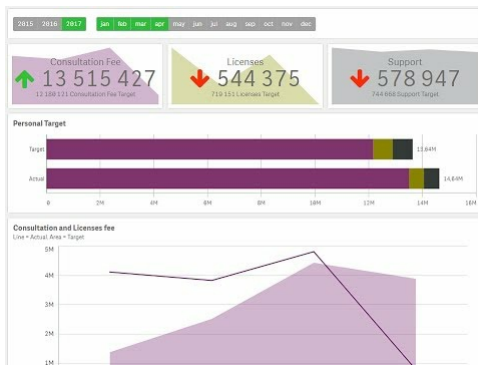 2015 2016 2017 jan feb mar apr may jun jul aug sep oct nov dec
Consultation Fee
13 515 427
12 188 121 Consultation Fee Target
Licenses
544 375
719 151 Licenses Target
Support
578 947
744 668 Support Target
Personal Target
Target
13,64M
Actual
14,64M
0 2M 4M 6M 8M 10M 12M 14M 16M
Consultation and Licenses fee
Line = Actual, Area = Target
5M
4M
3M
2M
1M